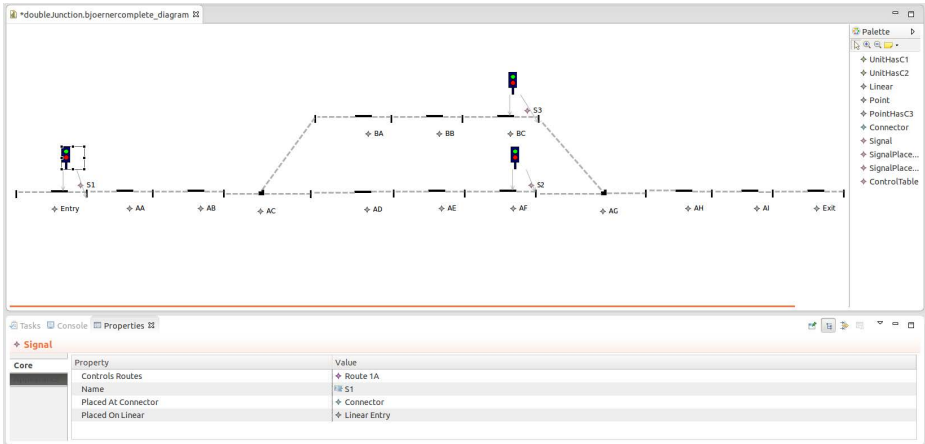 *doubleJunction.bjoernercomplete_diagram
Palette
UnitHasC1
UnitHasC2
Linear
Point
PointHasC3
Connector
Signal
SignalPlace...
SignalPlace...
ControlTable
S3
BA BB BC
S1
S2
Entry AA AB AC AD AE AF AG AH AI Exit
Tasks Console Properties
Signal
Core
Property Value
Controls Routes Route 1A
Name S1
Placed At Connector Connector
Placed On Linear Linear Entry